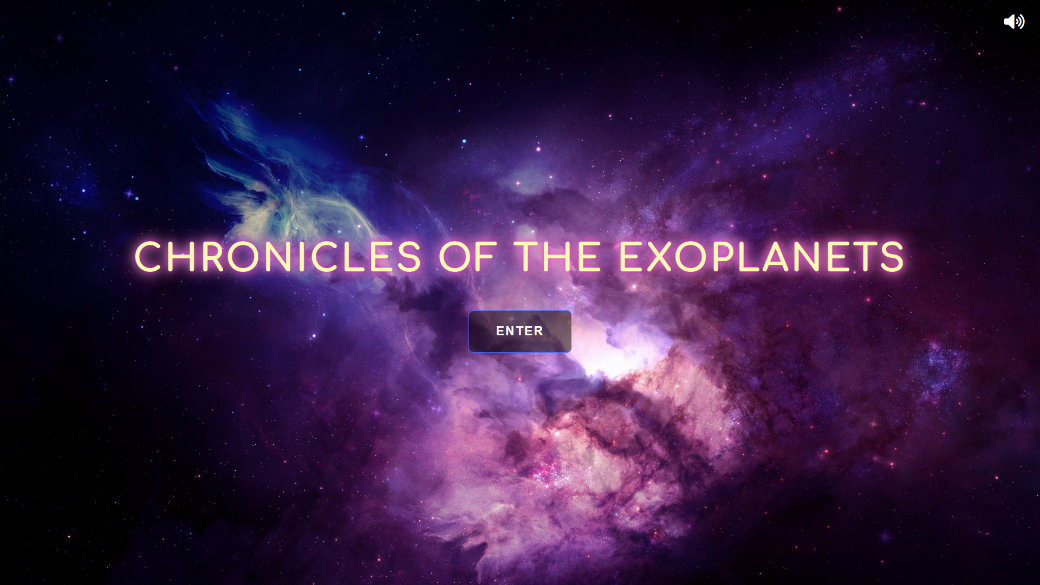 CHRONICLES OF THE EXOPLANETS
ENTER